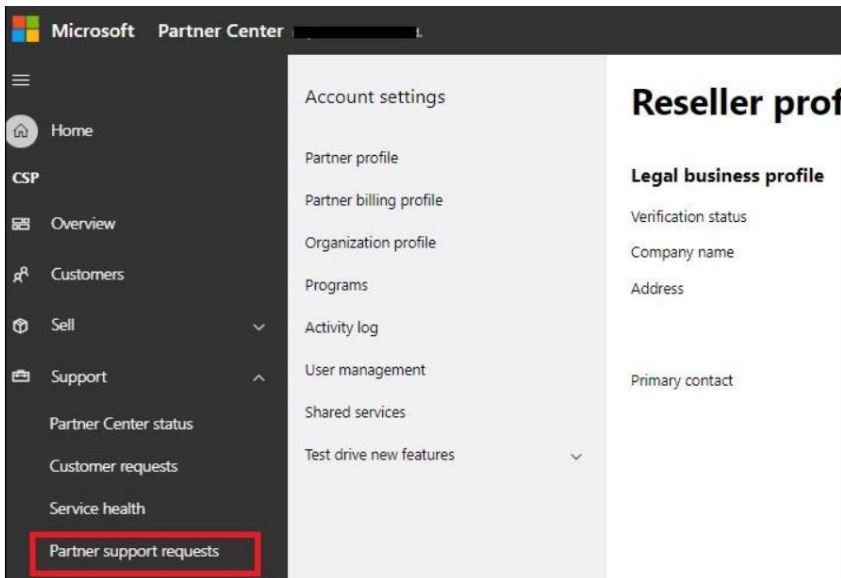 Microsoft Partner Center
Home
CSP
Overview
Customers
Sell
Support
Partner Center status
Customer requests
Service health
Partner support requests
Account settings
Partner profile
Partner billing profile
Organization profile
Programs
Activity log
User management
Shared services
Test drive new features
Reseller prof
Legal business profile
Verification status
Company name
Address
Primary contact